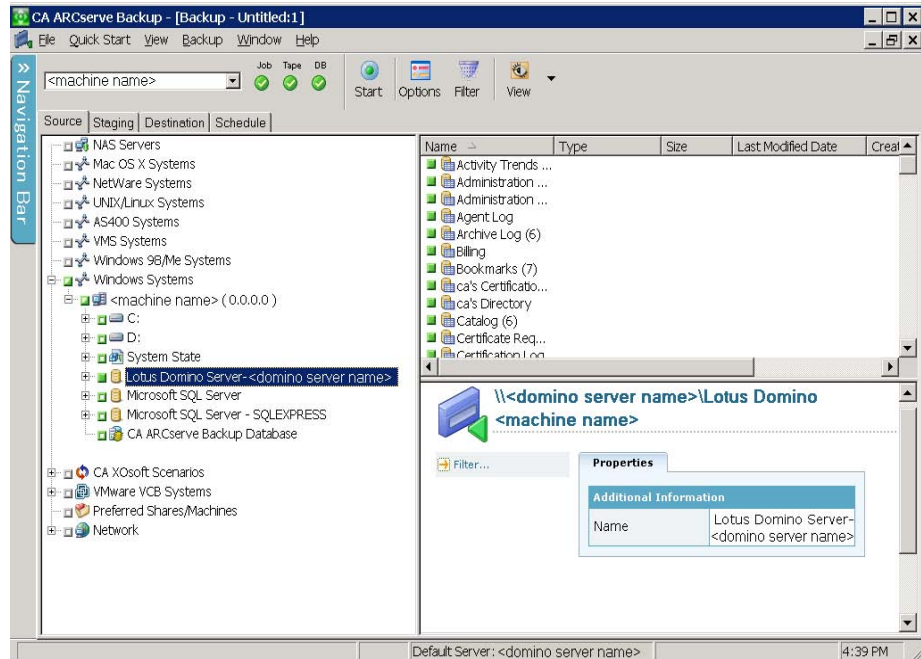 CA ARCserve Backup - [Backup - Untitled:1]
File Quick Start View Backup Window Help
Navigation Bar
<machine name>
Job Tape DB
Start Options Filter View
Source Staging Destination Schedule
NAS Servers
Mac OS X Systems
NetWare Systems
UNIX/Linux Systems
AS400 Systems
VMS Systems
Windows 98/Me Systems
Windows Systems
<machine name> ( 0.0.0.0 )
C:
D:
System State
Lotus Domino Server-<domino server name>
Microsoft SQL Server
Microsoft SQL Server - SQLEXPRESS
CA ARCserve Backup Database
CA XOsoft Scenarios
VMware VCB Systems
Preferred Shares/Machines
Network
Name Type Size Last Modified Date Creat
Activity Trends ...
Administration ...
Administration ...
Agent Log
Archive Log (6)
Billing
Bookmarks (7)
ca's Certificatio...
ca's Directory
Catalog (6)
Certificate Req...
Certification Log
\\<domino server name>\Lotus Domino
<machine name>
Filter...
Properties
Additional Information
Name
Lotus Domino Server-
<domino server name>
Default Server: <domino server name>
4:39 PM